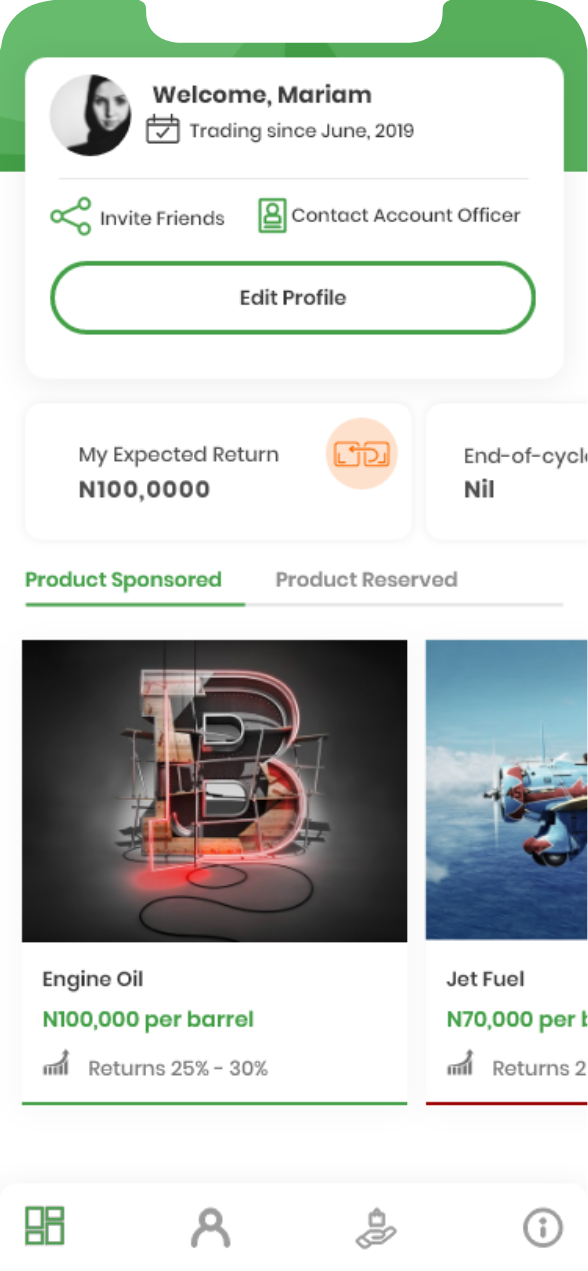 Welcome, Mariam
Trading since June, 2019
Invite Friends
Contact Account Officer
Edit Profile
My Expected Return
N100,0000
End-of-cycl
Nil
Product Sponsored
Product Reserved
B
Engine Oil
N100,000 per barrel
Returns 25% - 30%
Jet Fuel
N70,000 per b
Returns 2